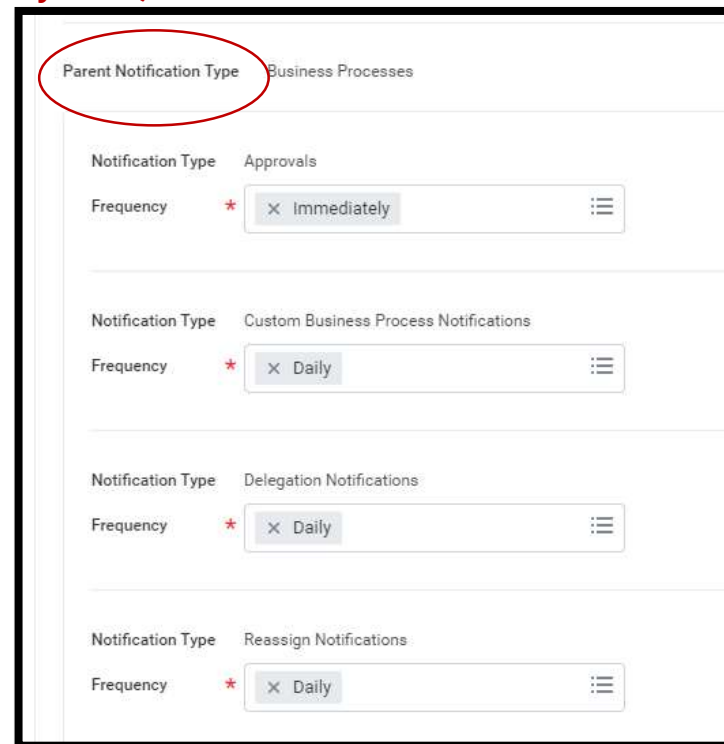 Parent Notification Type Business Processes
Notification Type Approvals
Frequency * × Immediately
Notification Type Custom Business Process Notifications
Frequency * × Daily
Notification Type Delegation Notifications
Frequency * × Daily
Notification Type Reassign Notifications
Frequency * × Daily